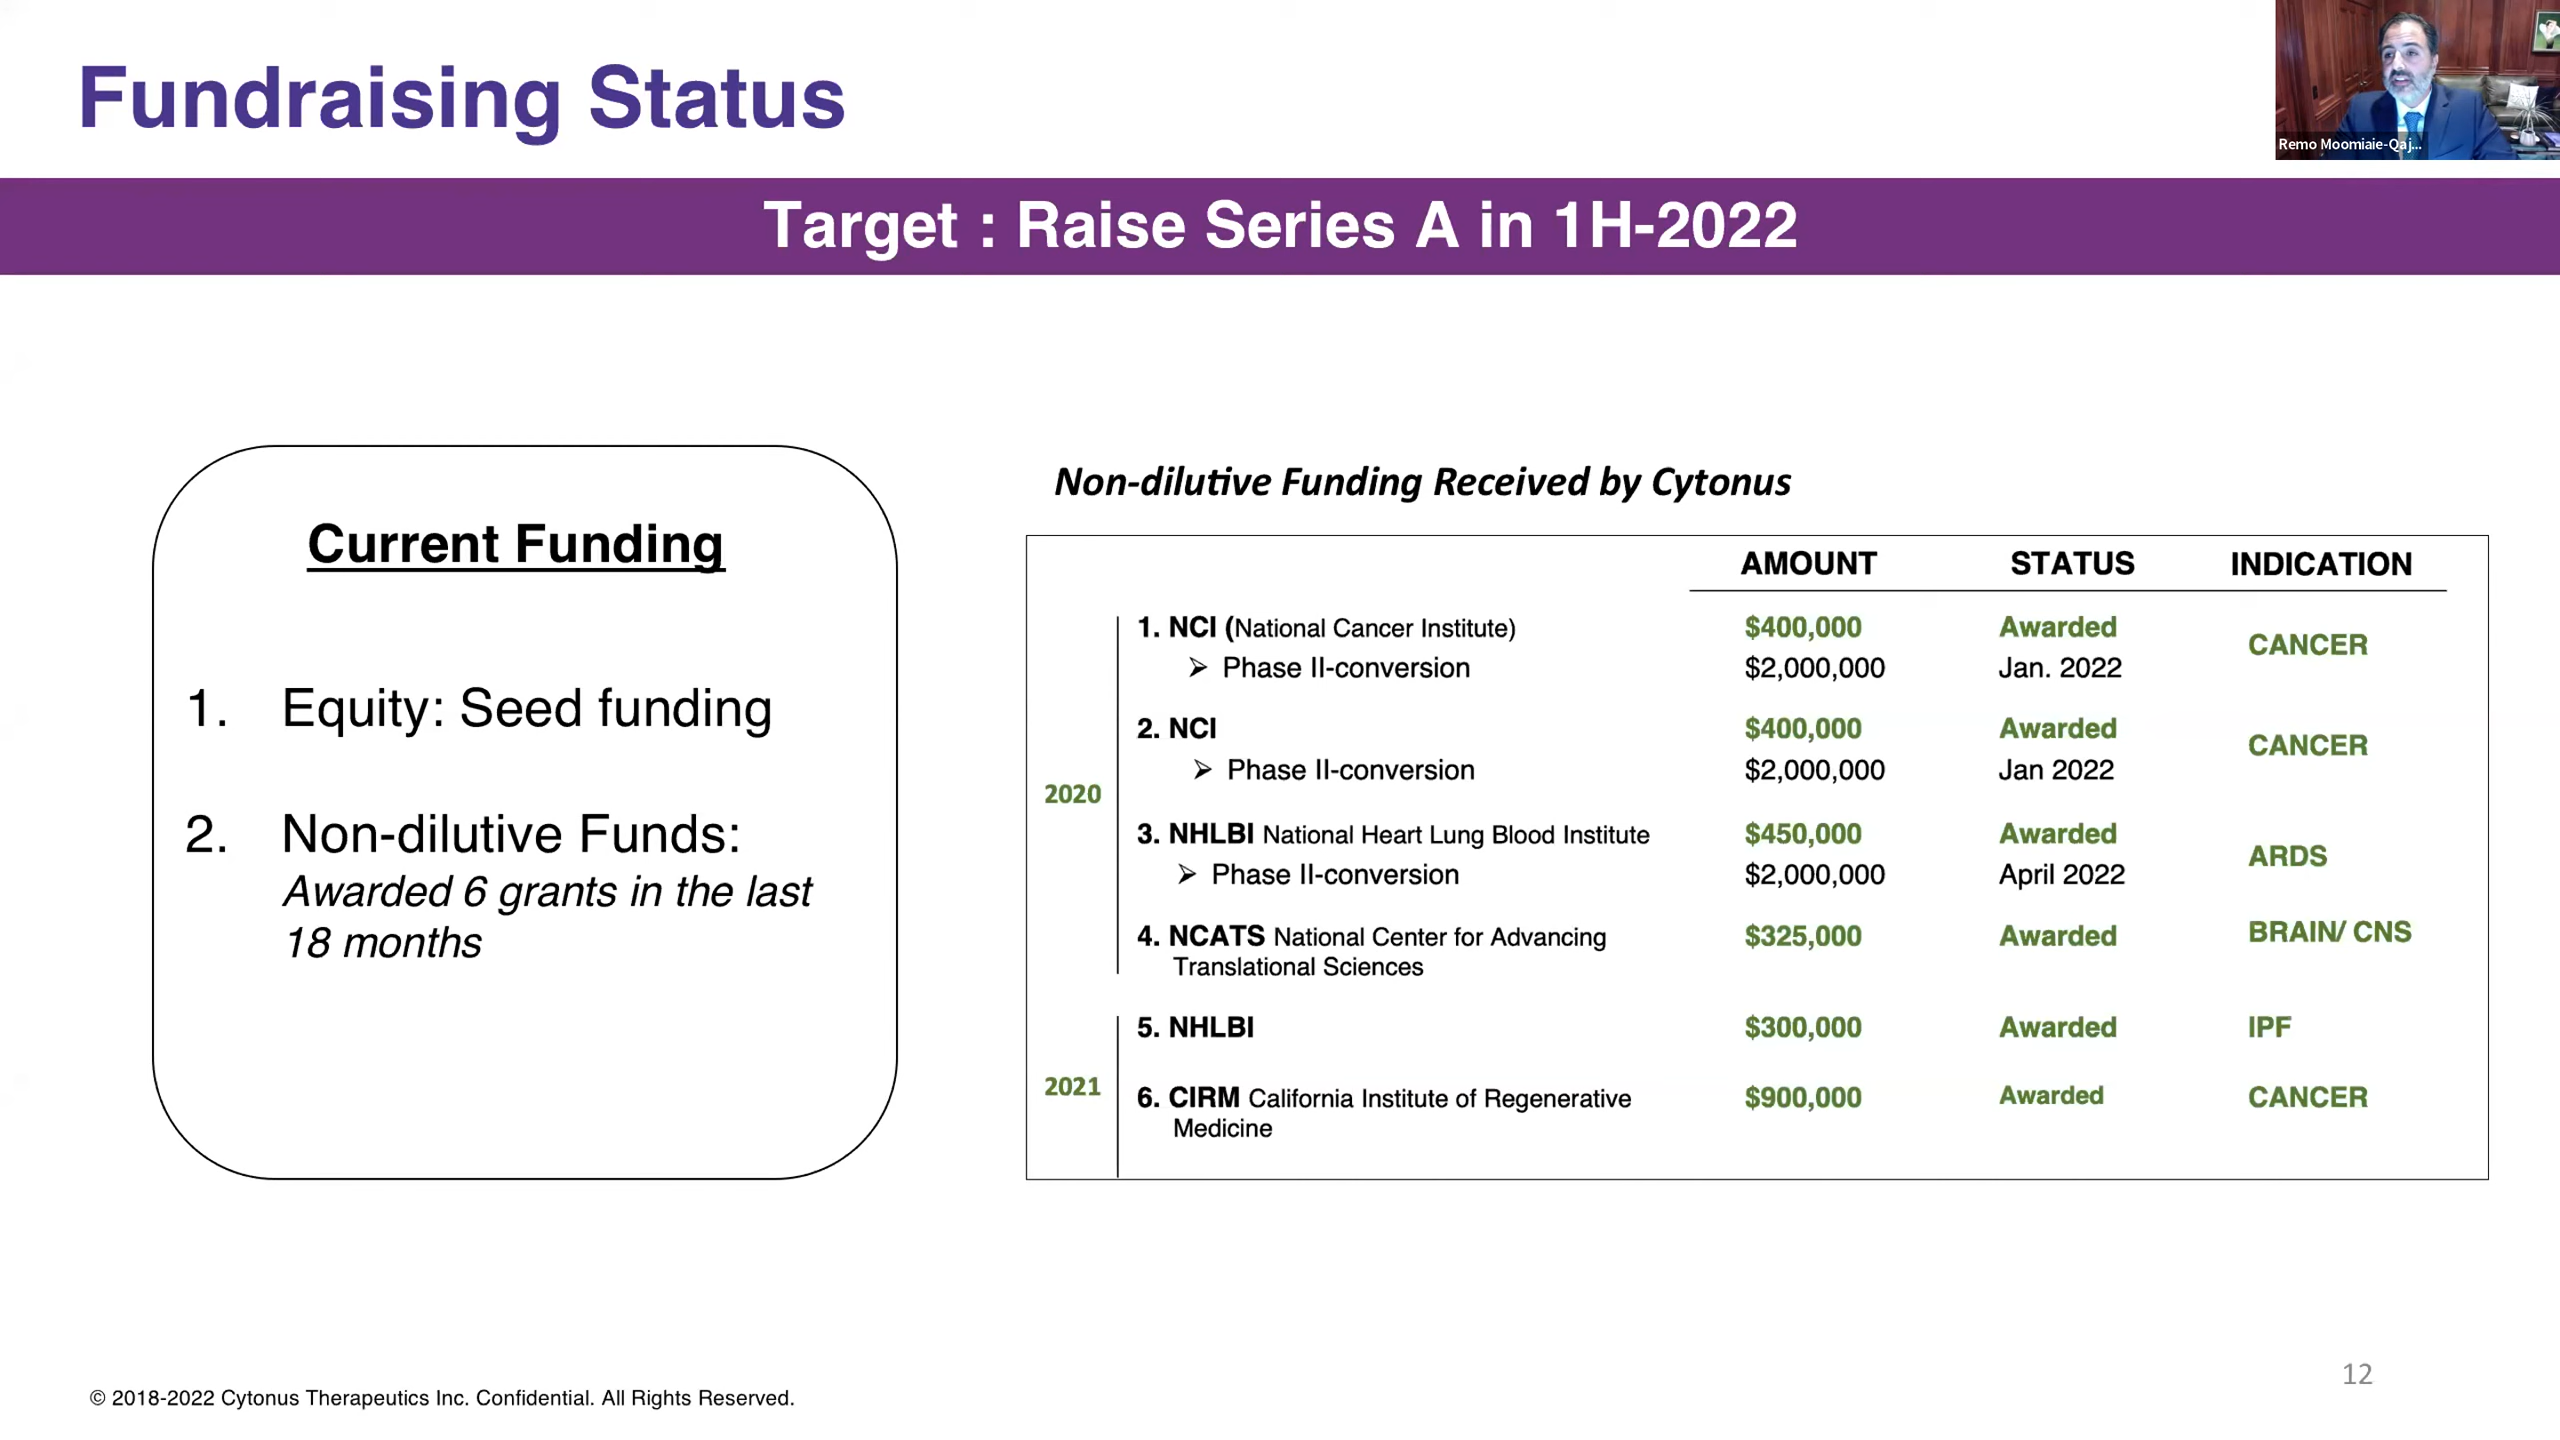 Fundraising Status
Remo Moomiaie-Qaj...
Target : Raise Series A in 1H-2022
Current Funding
1. Equity: Seed funding
2. Non-dilutive Funds:
Awarded 6 grants in the last
18 months
Non-dilutive Funding Received by Cytonus
AMOUNT STATUS INDICATION
2020
1. NCI (National Cancer Institute) $400,000 Awarded CANCER
➢ Phase II-conversion $2,000,000 Jan. 2022
2. NCI $400,000 Awarded CANCER
➢ Phase II-conversion $2,000,000 Jan 2022
3. NHLBI National Heart Lung Blood Institute $450,000 Awarded ARDS
➢ Phase II-conversion $2,000,000 April 2022
4. NCATS National Center for Advancing $325,000 Awarded BRAIN/ CNS
Translational Sciences
2021
5. NHLBI $300,000 Awarded IPF
6. CIRM California Institute of Regenerative $900,000 Awarded CANCER
Medicine
12
© 2018-2022 Cytonus Therapeutics Inc. Confidential. All Rights Reserved.